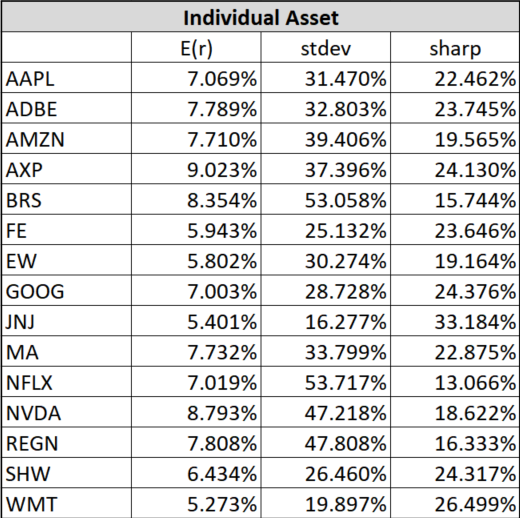 Individual Asset
E(r) stdev sharp
AAPL 7.069% 31.470% 22.462%
ADBE 7.789% 32.803% 23.745%
AMZN 7.710% 39.406% 19.565%
AXP 9.023% 37.396% 24.130%
BRS 8.354% 53.058% 15.744%
FE 5.943% 25.132% 23.646%
EW 5.802% 30.274% 19.164%
GOOG 7.003% 28.728% 24.376%
JNJ 5.401% 16.277% 33.184%
MA 7.732% 33.799% 22.875%
NFLX 7.019% 53.717% 13.066%
NVDA 8.793% 47.218% 18.622%
REGN 7.808% 47.808% 16.333%
SHW 6.434% 26.460% 24.317%
WMT 5.273% 19.897% 26.499%